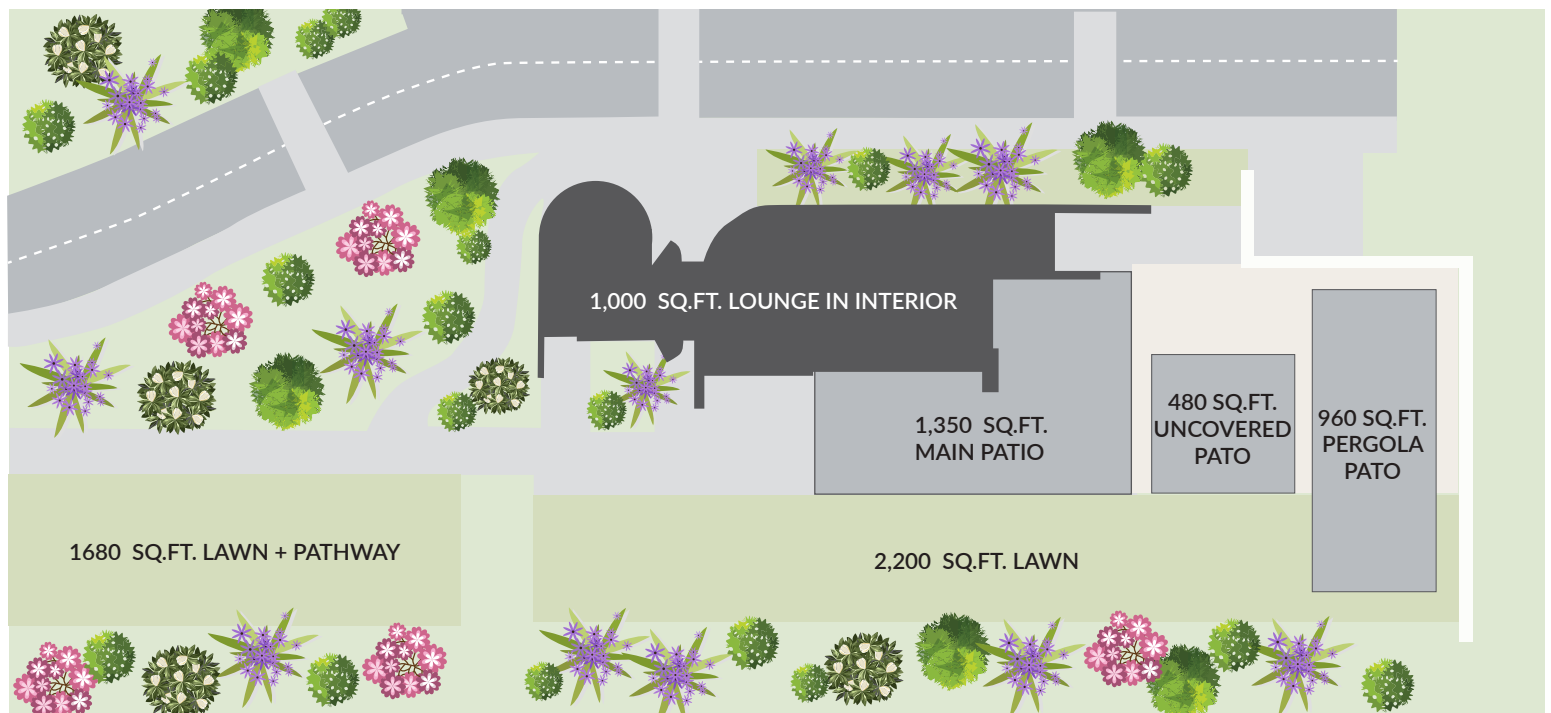 1,000 SQ.FT. LOUNGE IN INTERIOR
1,350 SQ.FT.
MAIN PATIO
480 SQ.FT.
UNCOVERED
PATO
960 SQ.FT.
PERGOLA
PATO
1680 SQ.FT. LAWN + PATHWAY
2,200 SQ.FT. LAWN